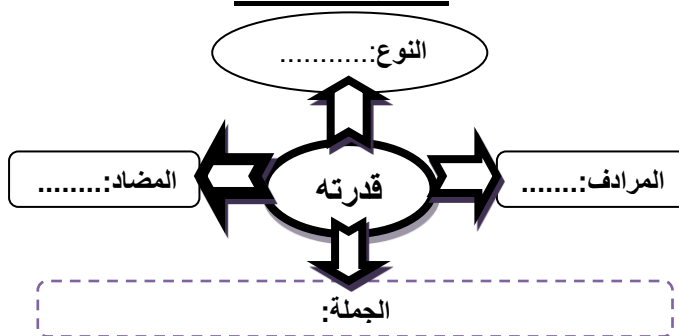 النوع:...........
المرادف:.......
قدرته
المضاد:........
الجملة: